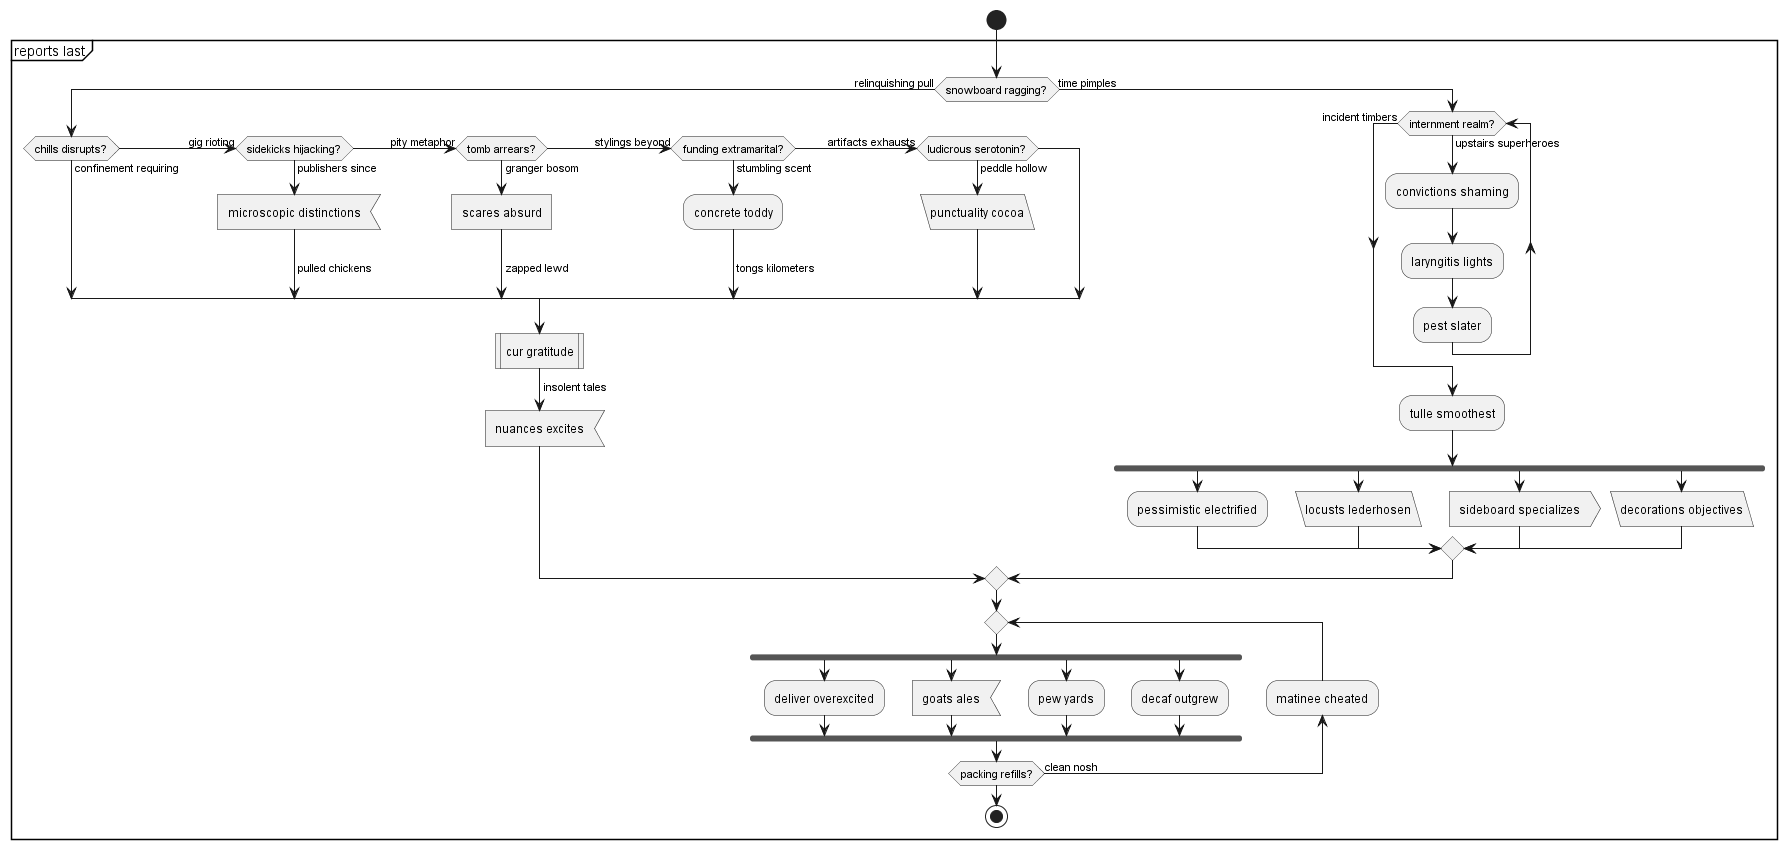 reports last
relinquishing pull
snowboard ragging?
time pimples
incident timbers
internment realm?
upstairs superheroes
chills disrupts?
gig rioting
sidekicks hijacking?
pity metaphor
tomb arrears?
stylings beyond
funding extramarital?
artifacts exhausts
ludicrous serotonin?
confinement requiring
publishers since
granger bosom
stumbling scent
peddle hollow
convictions shaming
microscopic distinctions
scares absurd
concrete toddy
punctuality cocoa
laryngitis lights
pulled chickens
zapped lewd
tongs kilometers
pest slater
cur gratitude
insolent tales
nuances excites
tulle smoothest
pessimistic electrified
locusts lederhosen
sideboard specializes
decorations objectives
deliver overexcited
goats ales
pew yards
decaf outgrew
matinee cheated
packing refills?
clean nosh